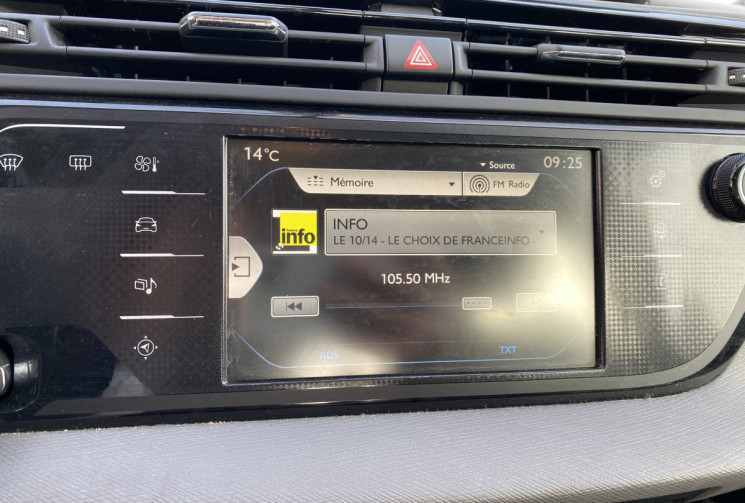 14°C
Source
09:25
Mémoire
FM Radio
info
INFO
LE 10/14 - LE CHOIX DE FRANCEINFO -
105.50 MHz
RDS
TXT